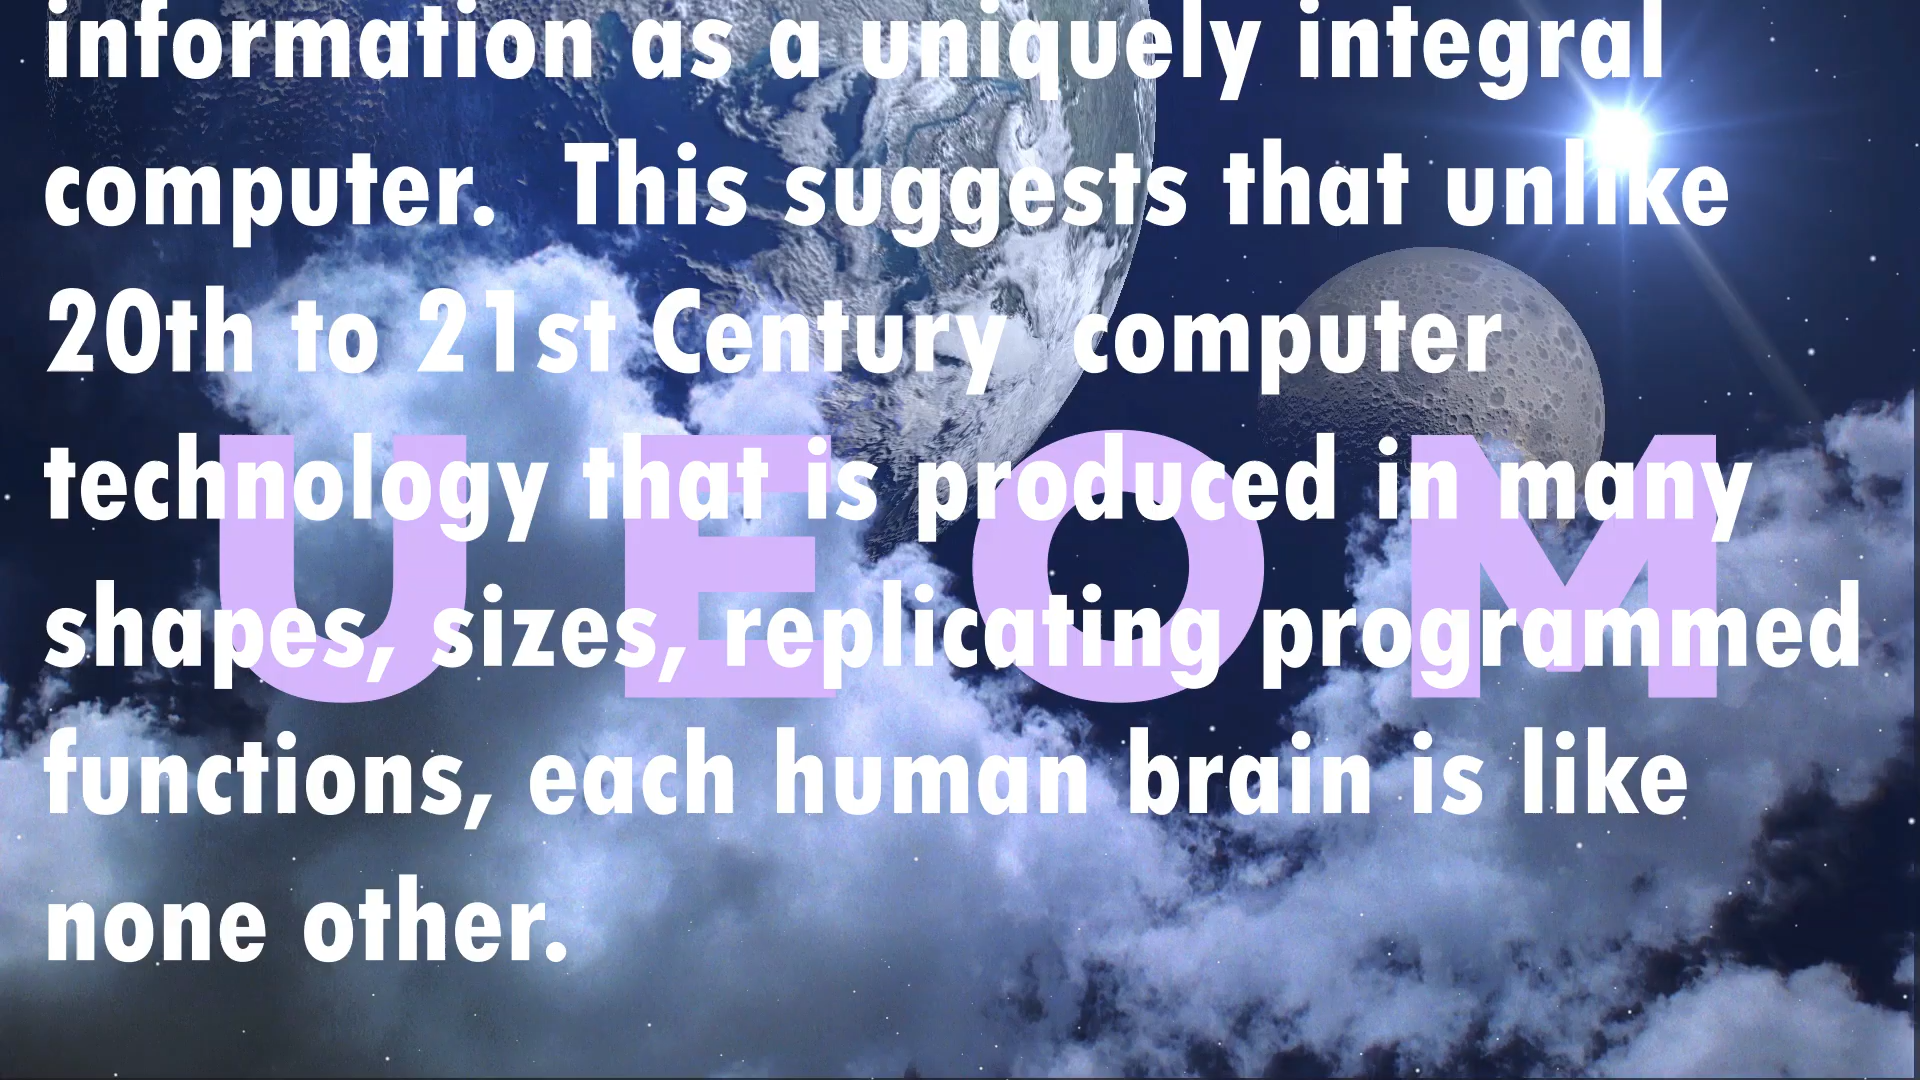 information as a uniquely integral
computer.  This suggests that unlike
20th to 21st Century  computer
technology that is produced in many
shapes, sizes, replicating programmed
functions, each human brain is like
none other.
UEOM